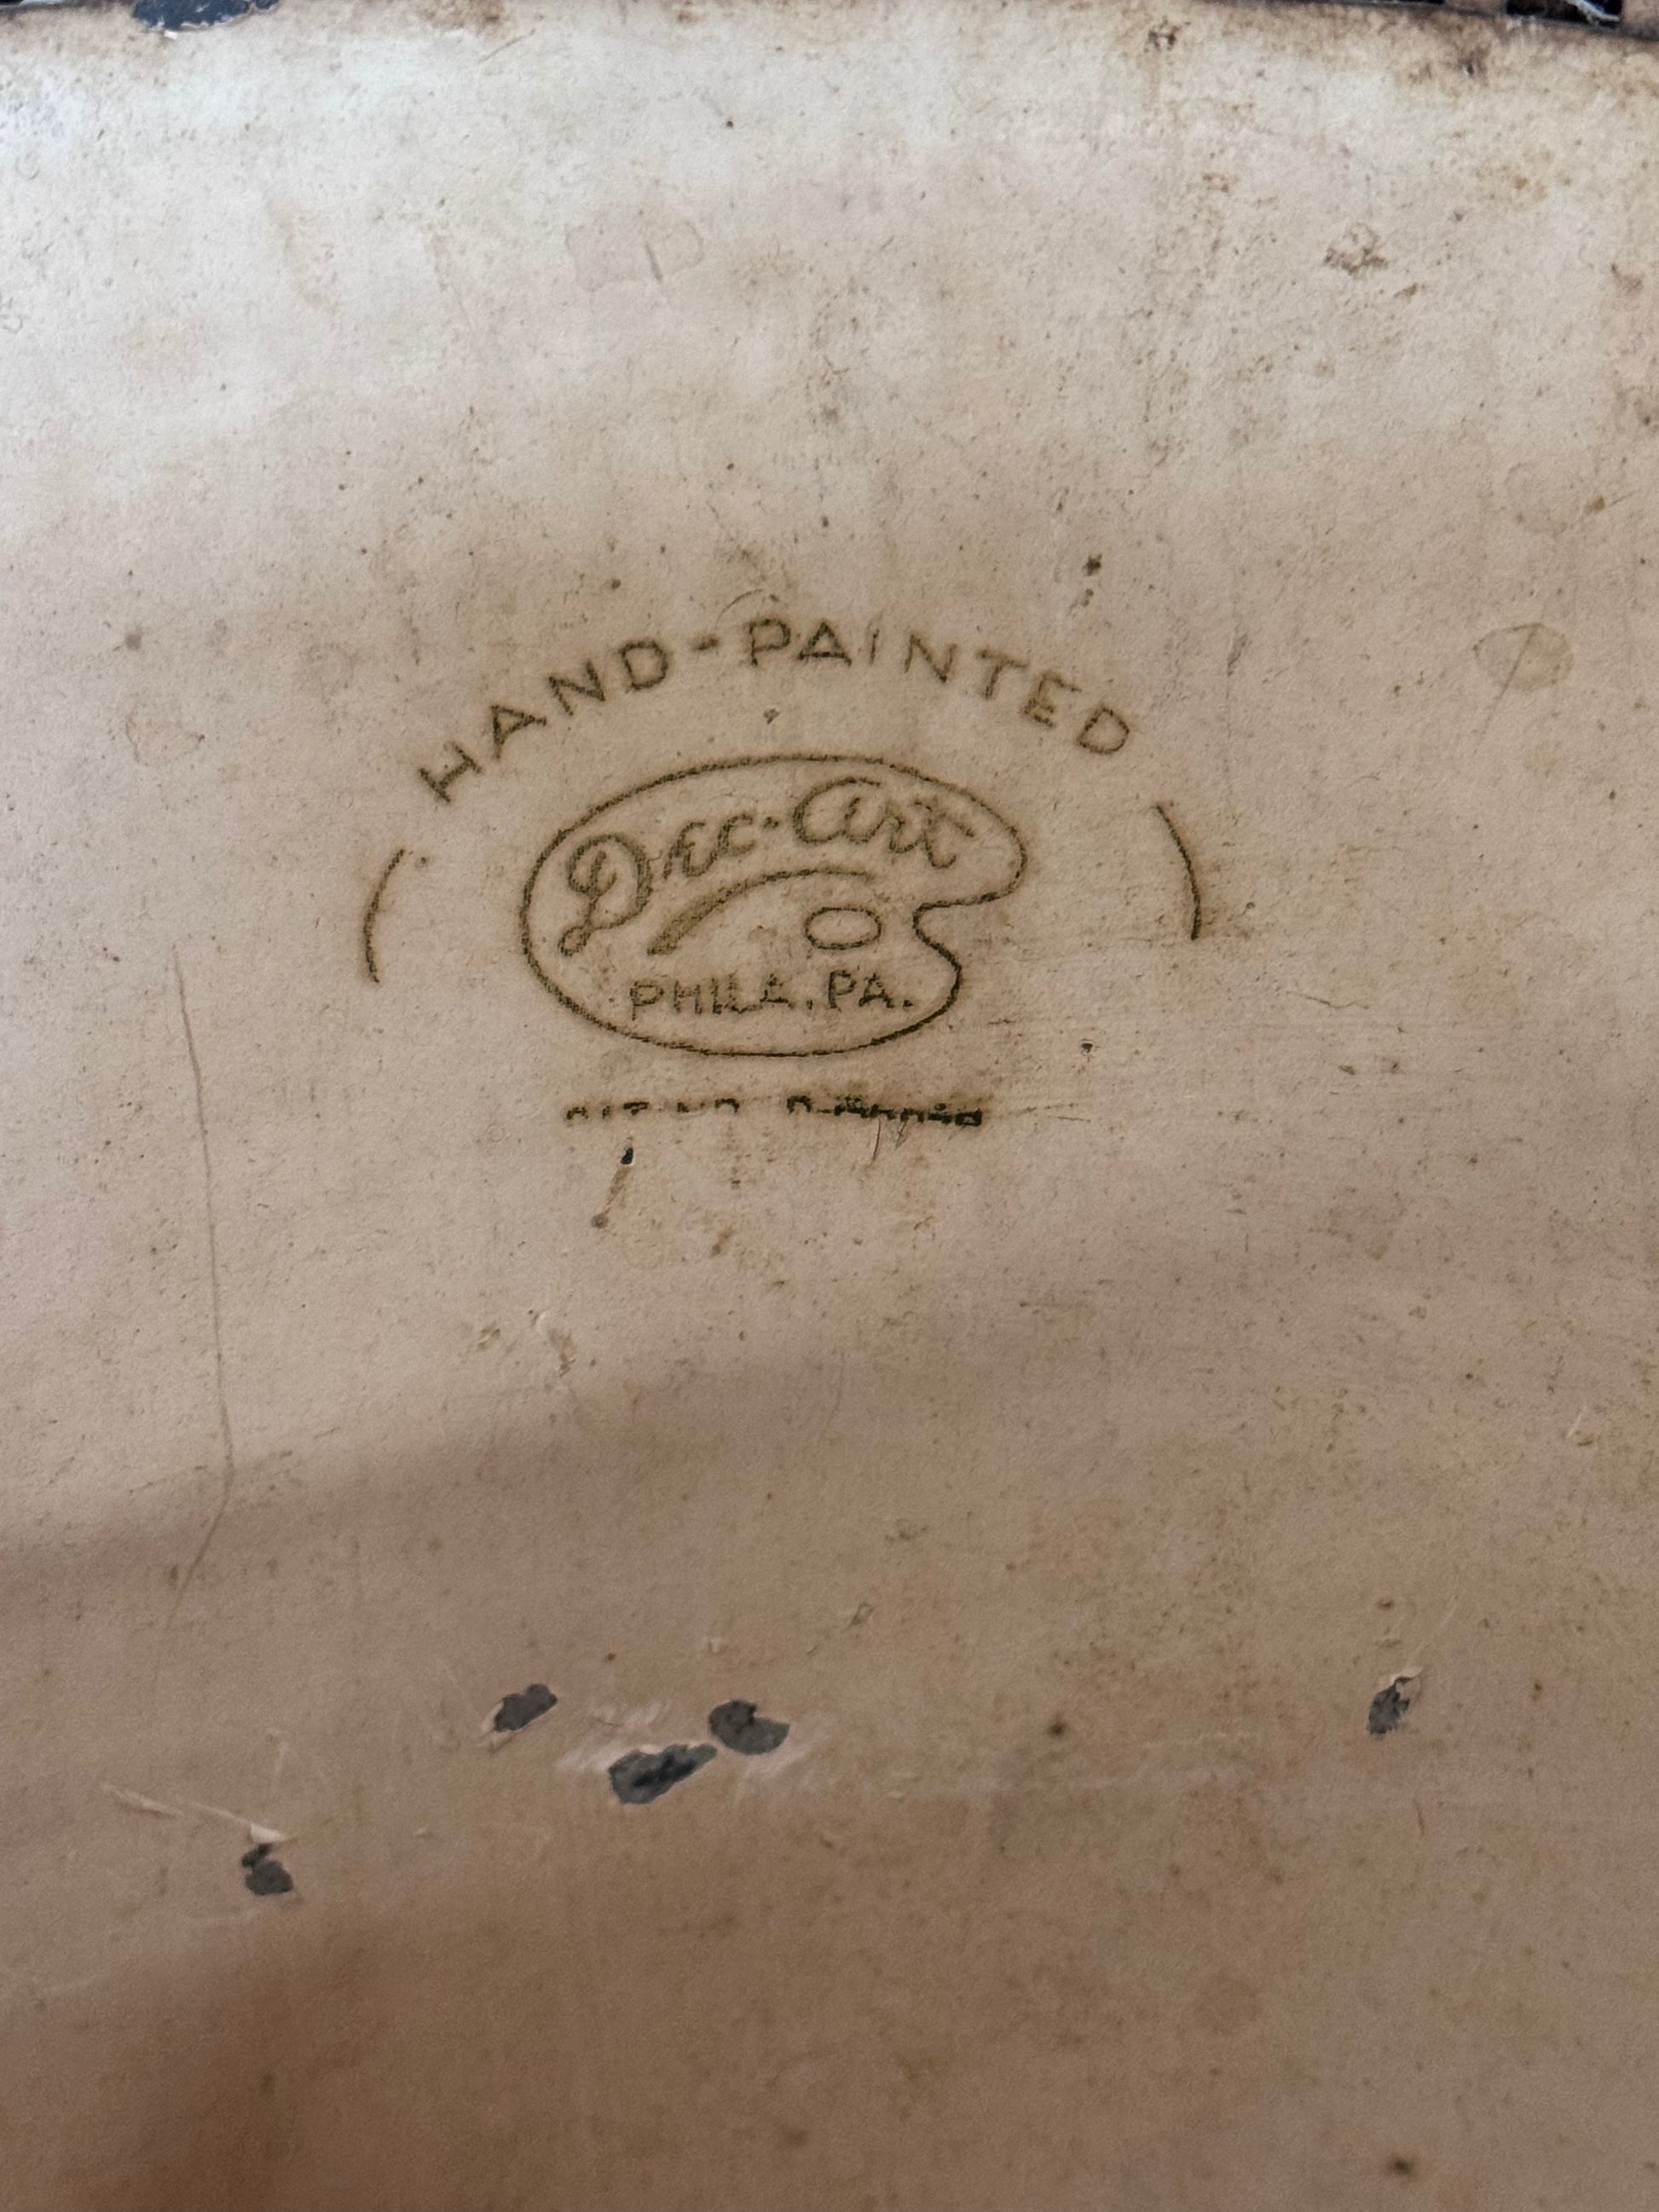 HAND-PAINTED
Dec-Art
PHILA., PA.